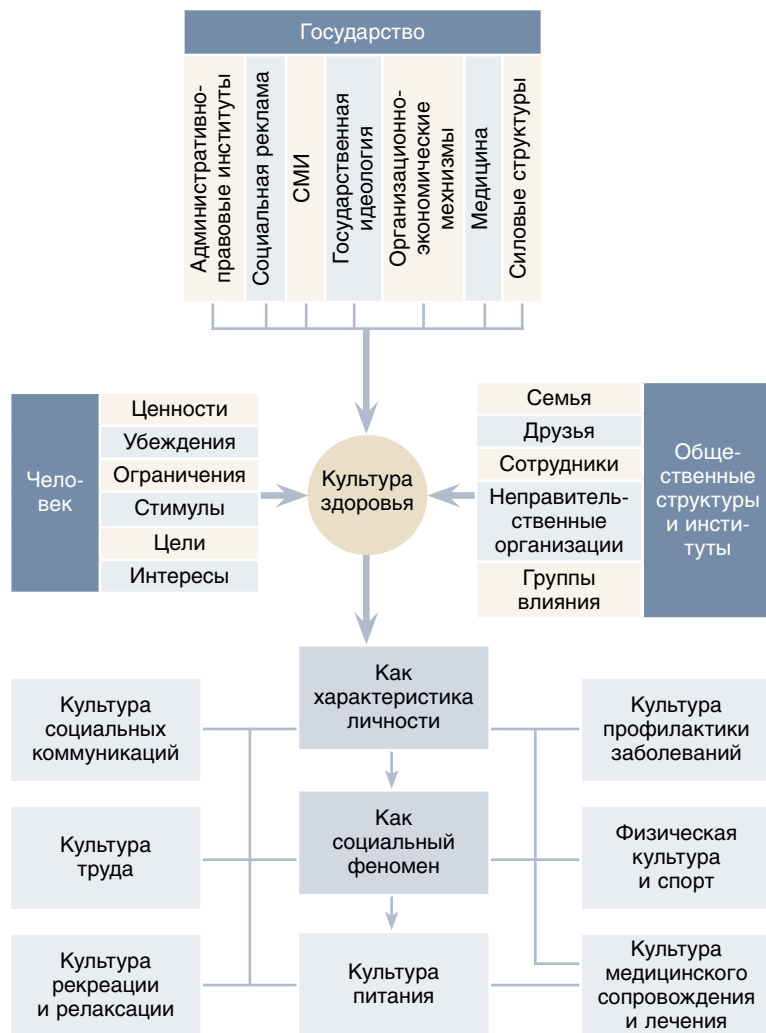 Государство
Административно-
правовые институты
Социальная реклама
СМИ
Государственная
идеология
Организационно-
экономические
мехнизмы
Медицина
Силовые структуры
Чело-
век
Ценности
Убеждения
Ограничения
Стимулы
Цели
Интересы
Культура
здоровья
Семья
Друзья
Сотрудники
Неправитель-
ственные
организации
Группы
влияния
Обще-
ственные
структуры
и инсти-
туты
Как
характеристика
личности
Культура
социальных
коммуникаций
Культура
профилактики
заболеваний
Культура
труда
Как
социальный
феномен
Физическая
культура
и спорт
Культура
рекреации
и релаксации
Культура
питания
Культура
медицинского
сопровождения
и лечения